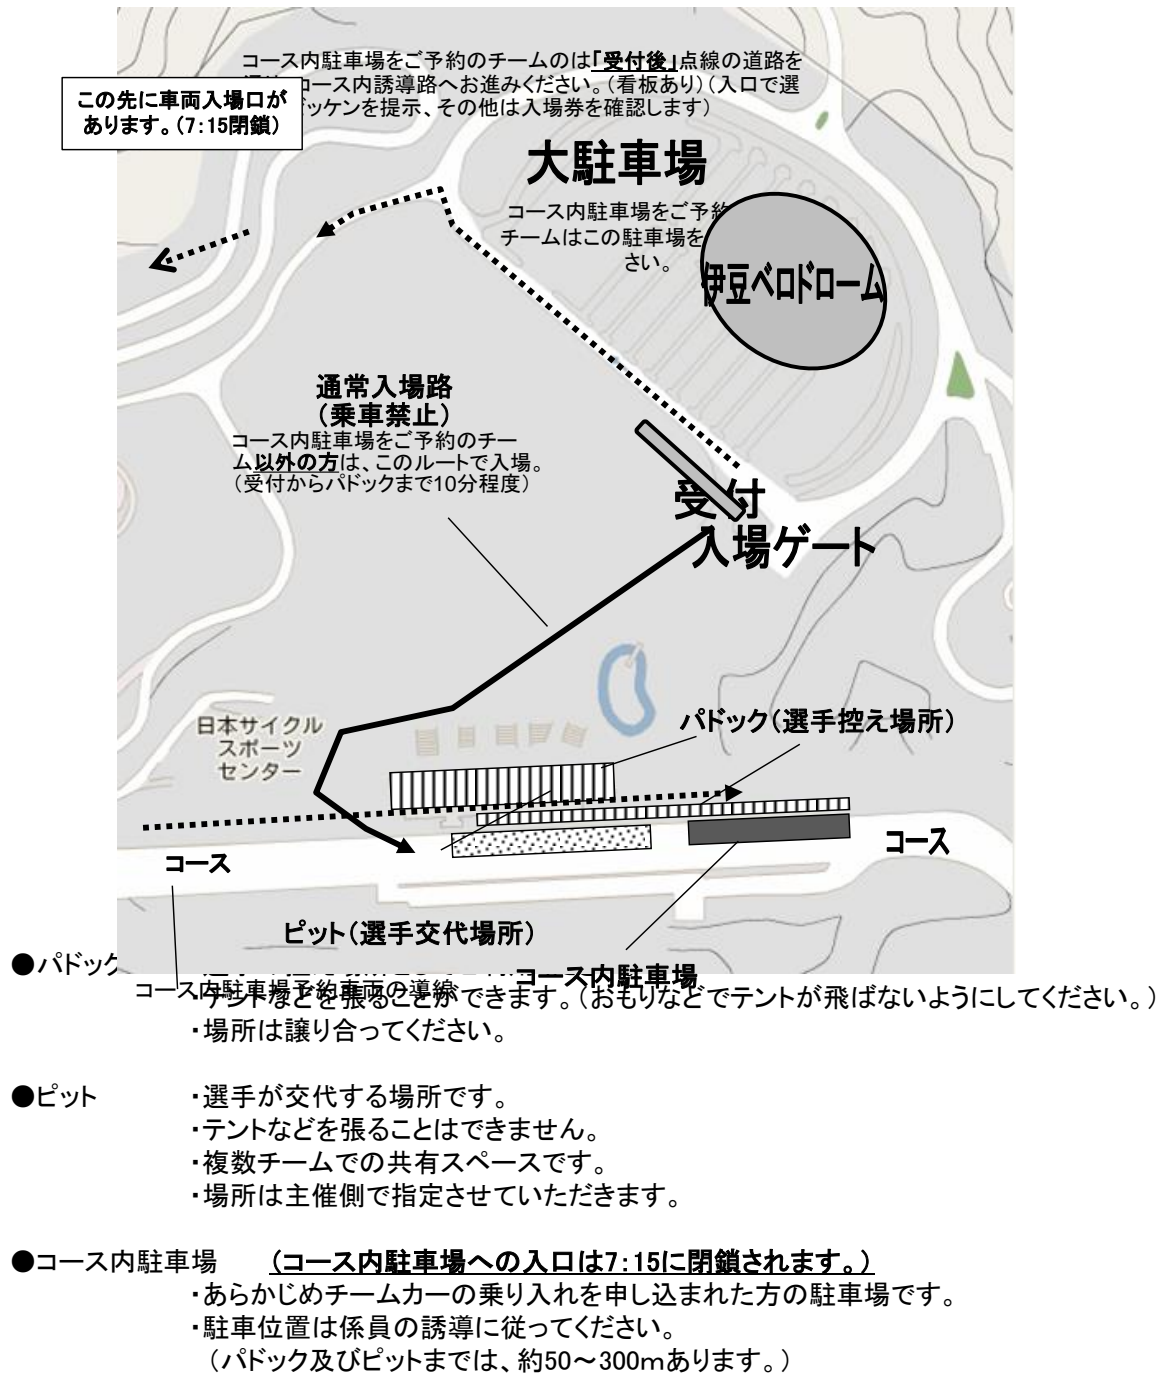 コース内駐車場をご予約のチームのは「受付後」点線の道路を
コース内誘導路へお進みください。(看板あり)(入口で選
ッケンを提示、その他は入場券を確認します)
この先に車両入場口が
あります。(7:15閉鎖)
大駐車場
コース内駐車場をご予約
チームはこの駐車場を
さい。
伊豆ベロドローム
通常入場路
(乗車禁止)
コース内駐車場をご予約のチー
ム以外の方は、このルートで入場。
(受付からパドックまで10分程度)
受付
入場ゲート
日本サイクル
スポーツ
センター
パドック(選手控え場所)
コース
コース
ピット(選手交代場所)
コース内駐車場
コース内駐車場予約車両の導線
●パドック
・テントなどを張ることができます。(おもりなどでテントが飛ばないようにしてください。)
・場所は譲り合ってください。
●ピット ・選手が交代する場所です。
・テントなどを張ることはできません。
・複数チームでの共有スペースです。
・場所は主催側で指定させていただきます。
●コース内駐車場 (コース内駐車場への入口は7:15に閉鎖されます。)
・あらかじめチームカーの乗り入れを申し込まれた方の駐車場です。
・駐車位置は係員の誘導に従ってください。
(パドック及びピットまでは、約50～300mあります。)